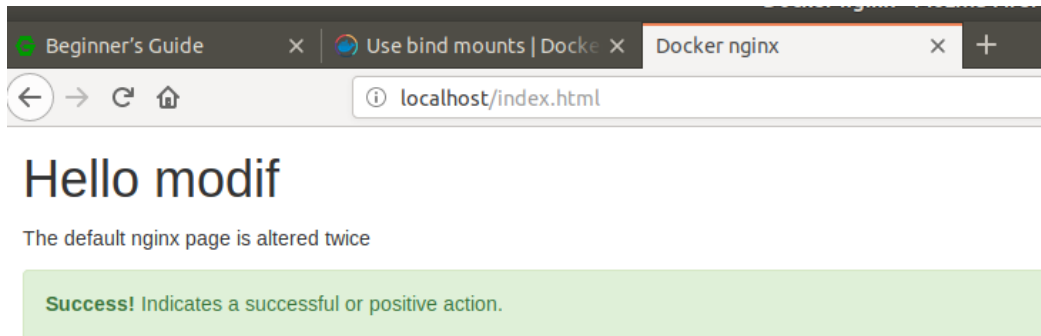 Beginner's Guide
Use bind mounts | Docke
Docker nginx
localhost/index.html
Hello modif
The default nginx page is altered twice
Success! Indicates a successful or positive action.